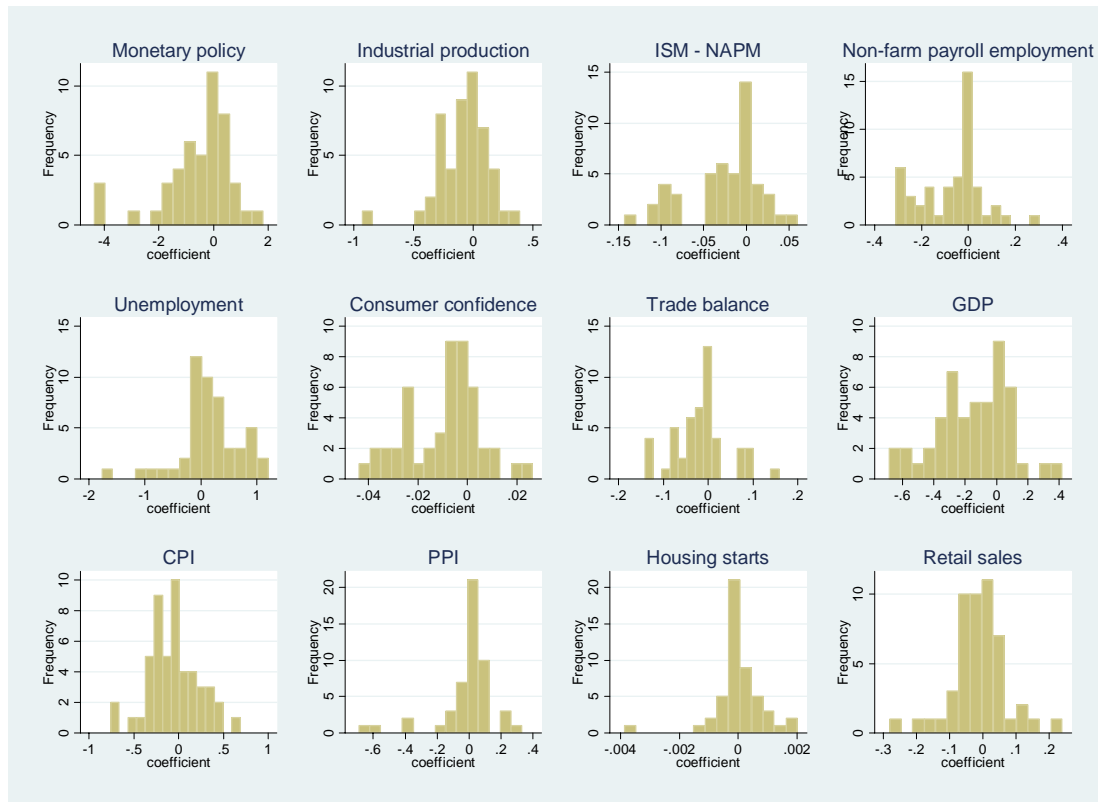 Monetary policy
Frequency
0 5 10
-4 -2 0 2
coefficient
Industrial production
Frequency
0 5 10
-1 -.5 0 .5
coefficient
ISM - NAPM
Frequency
0 5 10 15
-.15 -.1 -.05 0 .05
coefficient
Non-farm payroll employment
Frequency
0 5 10 15
-.4 -.2 0 .2 .4
coefficient
Unemployment
Frequency
0 5 10 15
-2 -1 0 1
coefficient
Consumer confidence
Frequency
0 2 4 6 8 10
-.04 -.02 0 .02
coefficient
Trade balance
Frequency
0 5 10 15
-.2 -.1 0 .1 .2
coefficient
GDP
Frequency
0 2 4 6 8 10
-.6 -.4 -.2 0 .2 .4
coefficient
CPI
Frequency
0 2 4 6 8 10
-1 -.5 0 .5 1
coefficient
PPI
Frequency
0 5 10 15 20
-.6 -.4 -.2 0 .2 .4
coefficient
Housing starts
Frequency
0 5 10 15 20
-.004 -.002 0 .002
coefficient
Retail sales
Frequency
0 5 10
-.3 -.2 -.1 0 .1 .2
coefficient